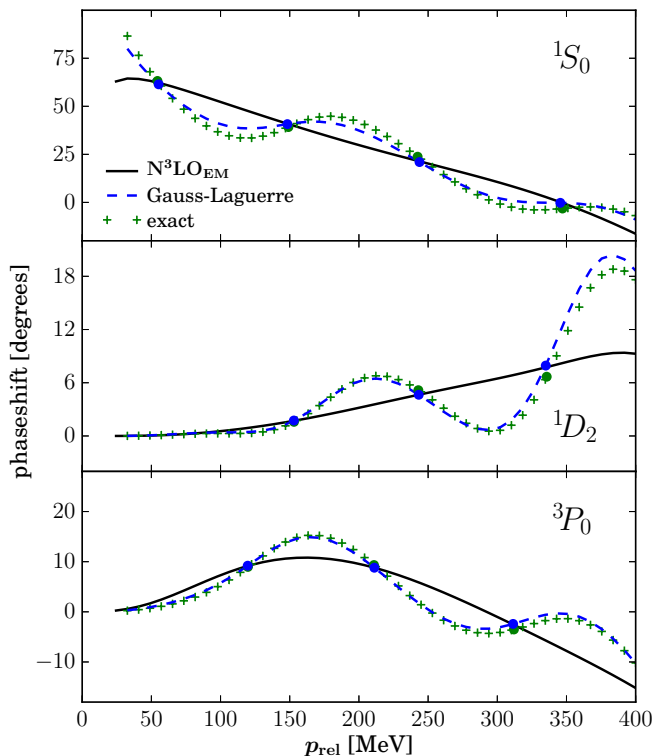 75
50
25
0
¹S₀
N³LO_EM
Gauss-Laguerre
exact
phaseshift [degrees]
18
12
6
0
¹D₂
20
10
0
−10
³P₀
0 50 100 150 200 250 300 350 400
p_rel [MeV]